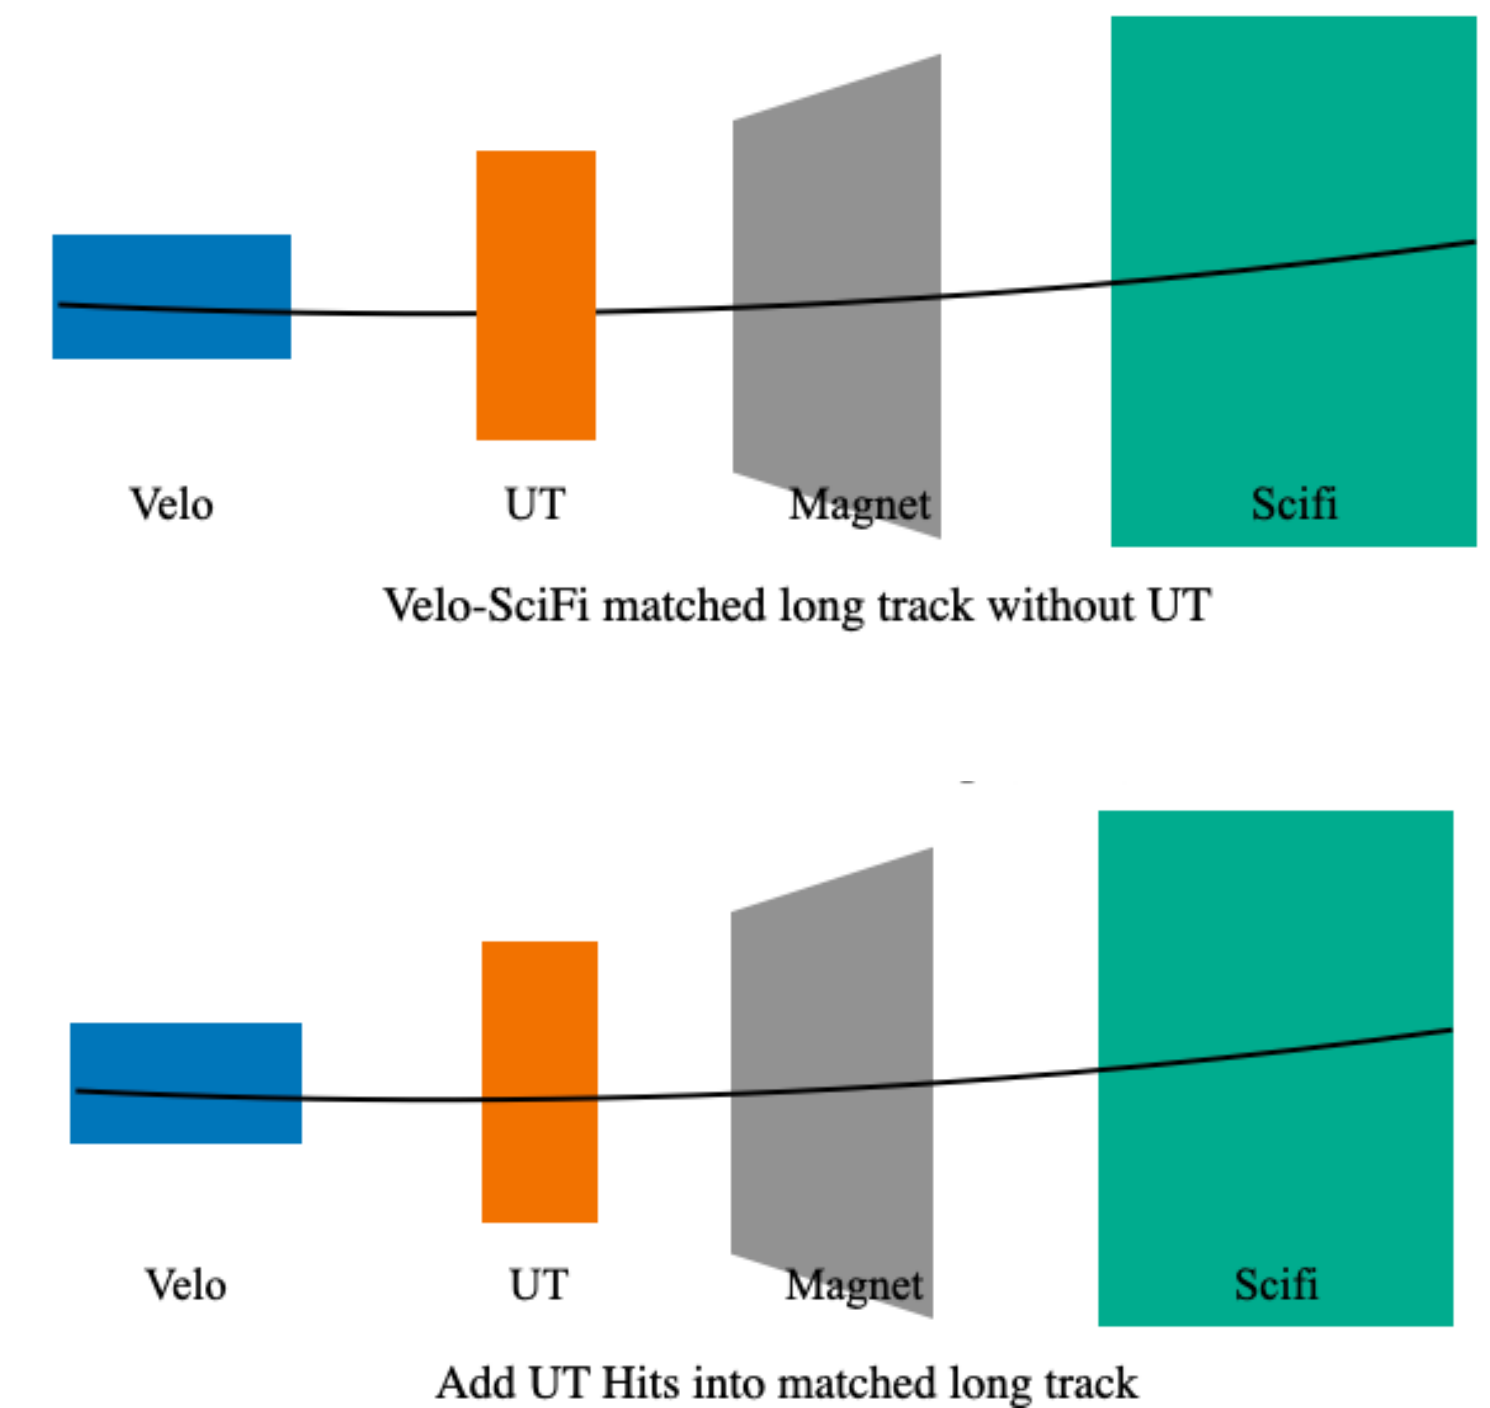 Velo UT Magnet Scifi
Velo-SciFi matched long track without UT
Velo UT Magnet Scifi
Add UT Hits into matched long track